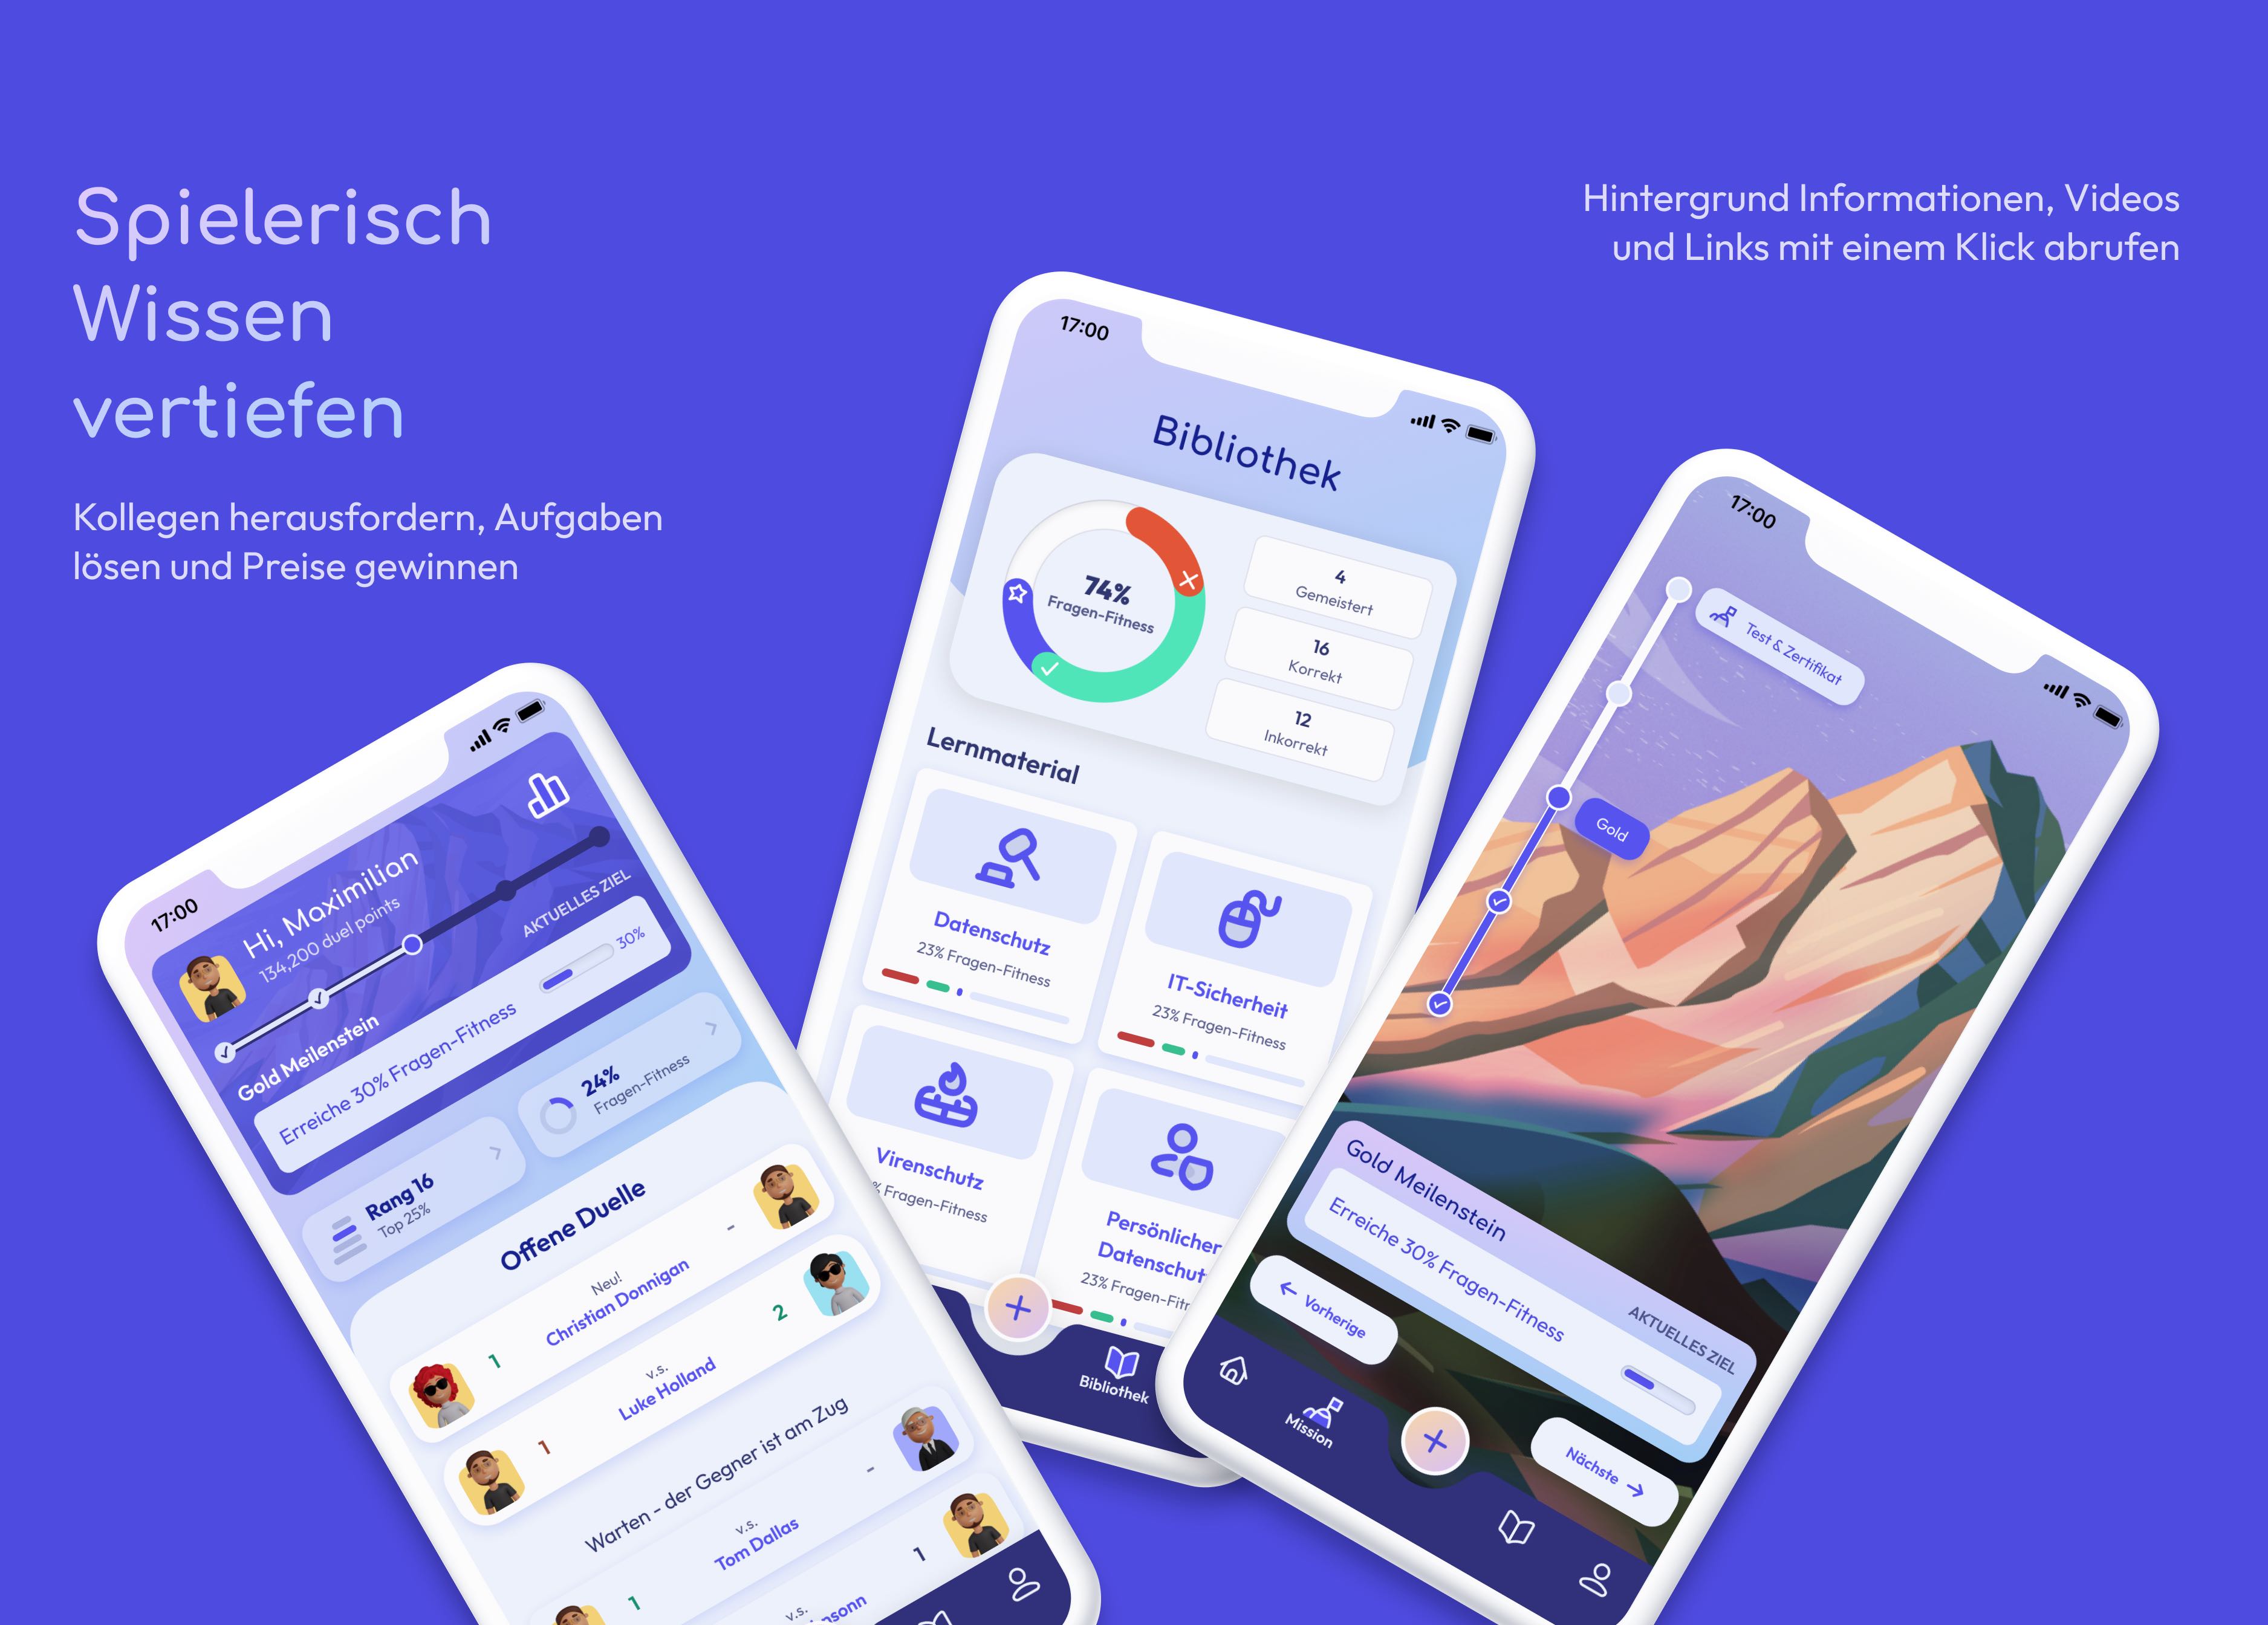 Spielerisch
Wissen
vertiefen
Kollegen herausfordern, Aufgaben
lösen und Preise gewinnen
Hintergrund Informationen, Videos
und Links mit einem Klick abrufen
17:00
Hi, Maximilian
134,200 duel points
Gold Meilenstein
AKTUELLES ZIEL
Erreiche 30% Fragen-Fitness
30%
Rang 16
Top 25%
24%
Fragen-Fitness
Offene Duelle
Neu!
1
Christian Donnigan
-
v.s.
1
Luke Holland
2
Warten - der Gegner ist am Zug
v.s.
1
Tom Dallas
-
v.s.
1
17:00
Bibliothek
74%
Fragen-Fitness
4
Gemeistert
16
Korrekt
12
Inkorrekt
Lernmaterial
Datenschutz
23% Fragen-Fitness
IT-Sicherheit
23% Fragen-Fitness
Virenschutz
% Fragen-Fitness
Persönlicher
Datenschut
23% Fragen-Fit
Bibliothek
17:00
Test & Zertifikat
Gold
Gold Meilenstein
AKTUELLES ZIEL
Erreiche 30% Fragen-Fitness
Vorherige
Nächste
Mission